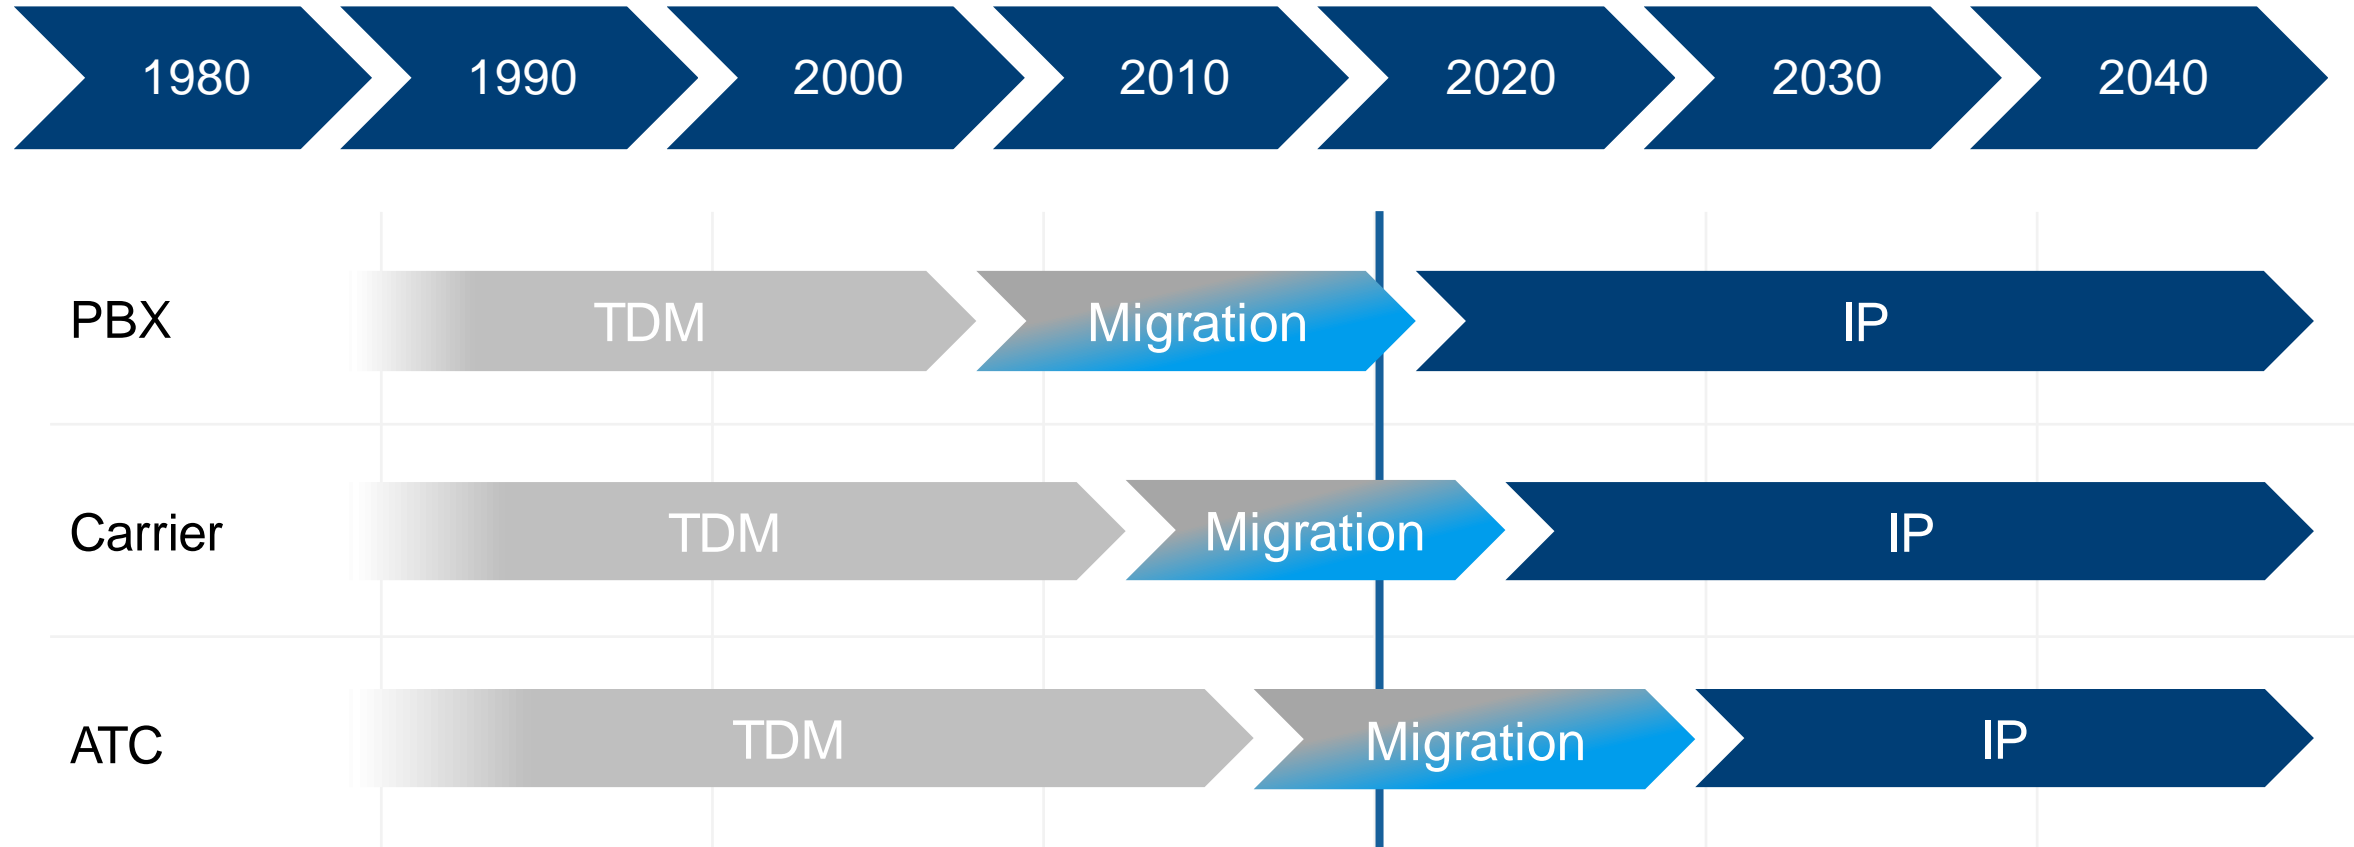 1980 1990 2000 2010 2020 2030 2040
PBX TDM Migration IP
Carrier TDM Migration IP
ATC TDM Migration IP